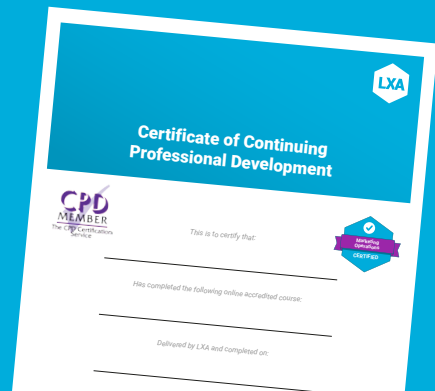 LXA
Certificate of Continuing
Professional Development
CPD
MEMBER
The CPD Certification
Service
This is to certify that:
Marketing
Operations
CERTIFIED
Has completed the following online accredited course:
Delivered by LXA and completed on: